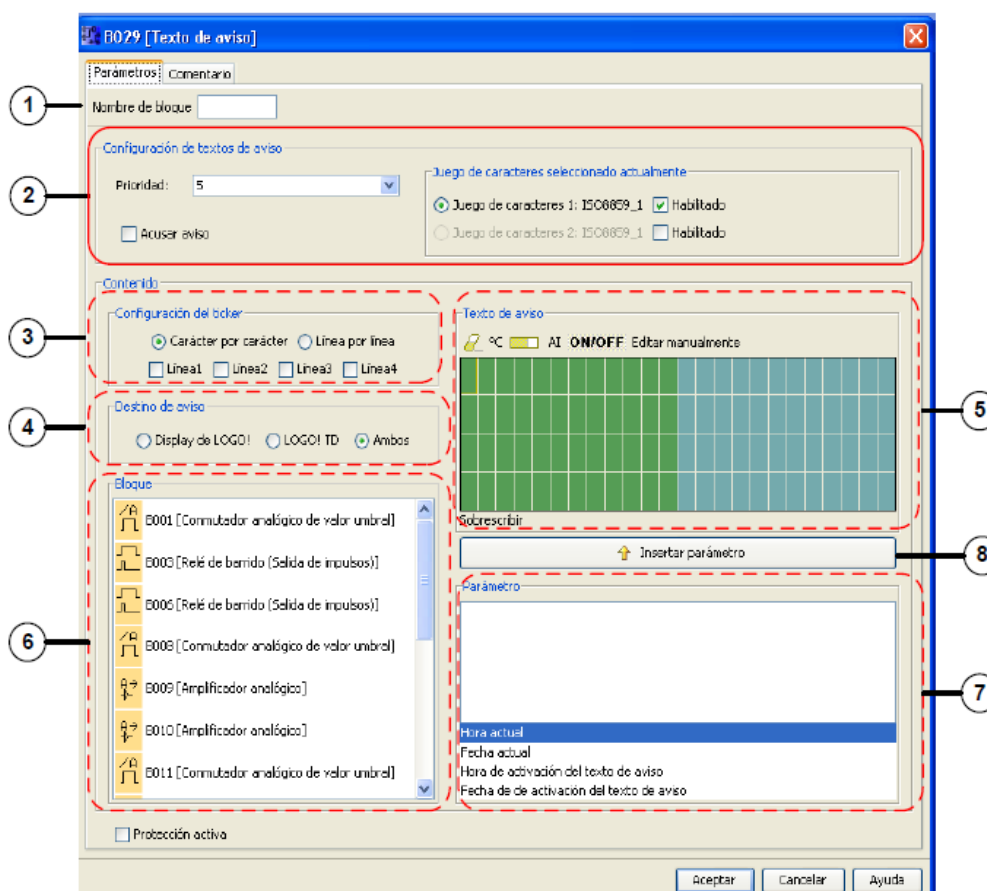 B029 [Texto de aviso]
Parámetros Comentario
1
Nombre de bloque
Configuración de textos de aviso
2
Prioridad: 5
Acusar aviso
Juego de caracteres seleccionado actualmente
Juego de caracteres 1: ISO8859_1 Habilitado
Juego de caracteres 2: ISO8859_1 Habilitado
Contenido
3
Configuración del ticker
Carácter por carácter Línea por línea
Línea1 Línea2 Línea3 Línea4
4
Destino de aviso
Display de LOGO! LOGO! TD Ambos
Texto de aviso
ºC AI ON/OFF Editar manualmente
5
Sobrescribir
6
Bloque
B001 [Conmutador analógico de valor umbral]
B003 [Relé de barrido (Salida de impulsos)]
B006 [Relé de barrido (Salida de impulsos)]
B008 [Conmutador analógico de valor umbral]
B009 [Amplificador analógico]
B010 [Amplificador analógico]
B011 [Conmutador analógico de valor umbral]
Insertar parámetro
8
Parámetro
7
Hora actual
Fecha actual
Hora de activación del texto de aviso
Fecha de de activación del texto de aviso
Protección activa
Aceptar Cancelar Ayuda